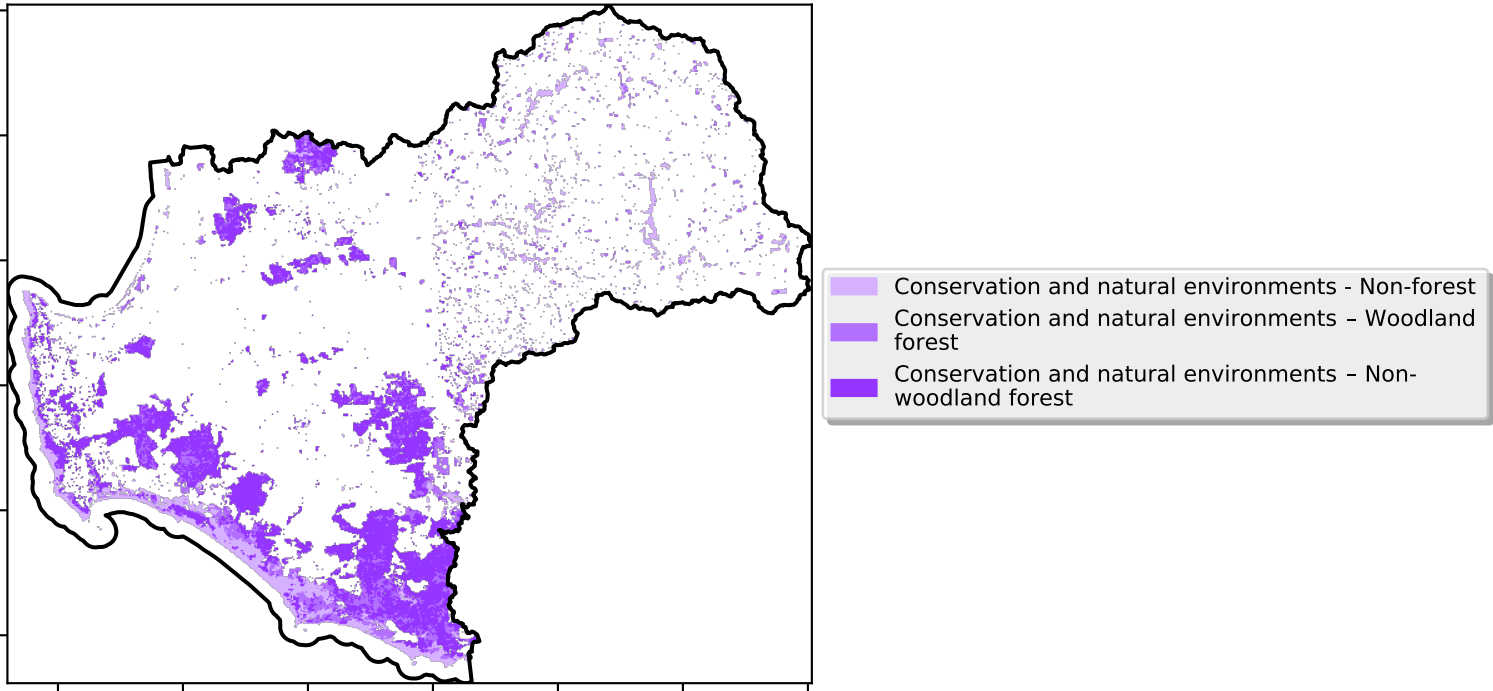 Conservation and natural environments - Non-forest
Conservation and natural environments – Woodland
forest
Conservation and natural environments – Non-
woodland forest